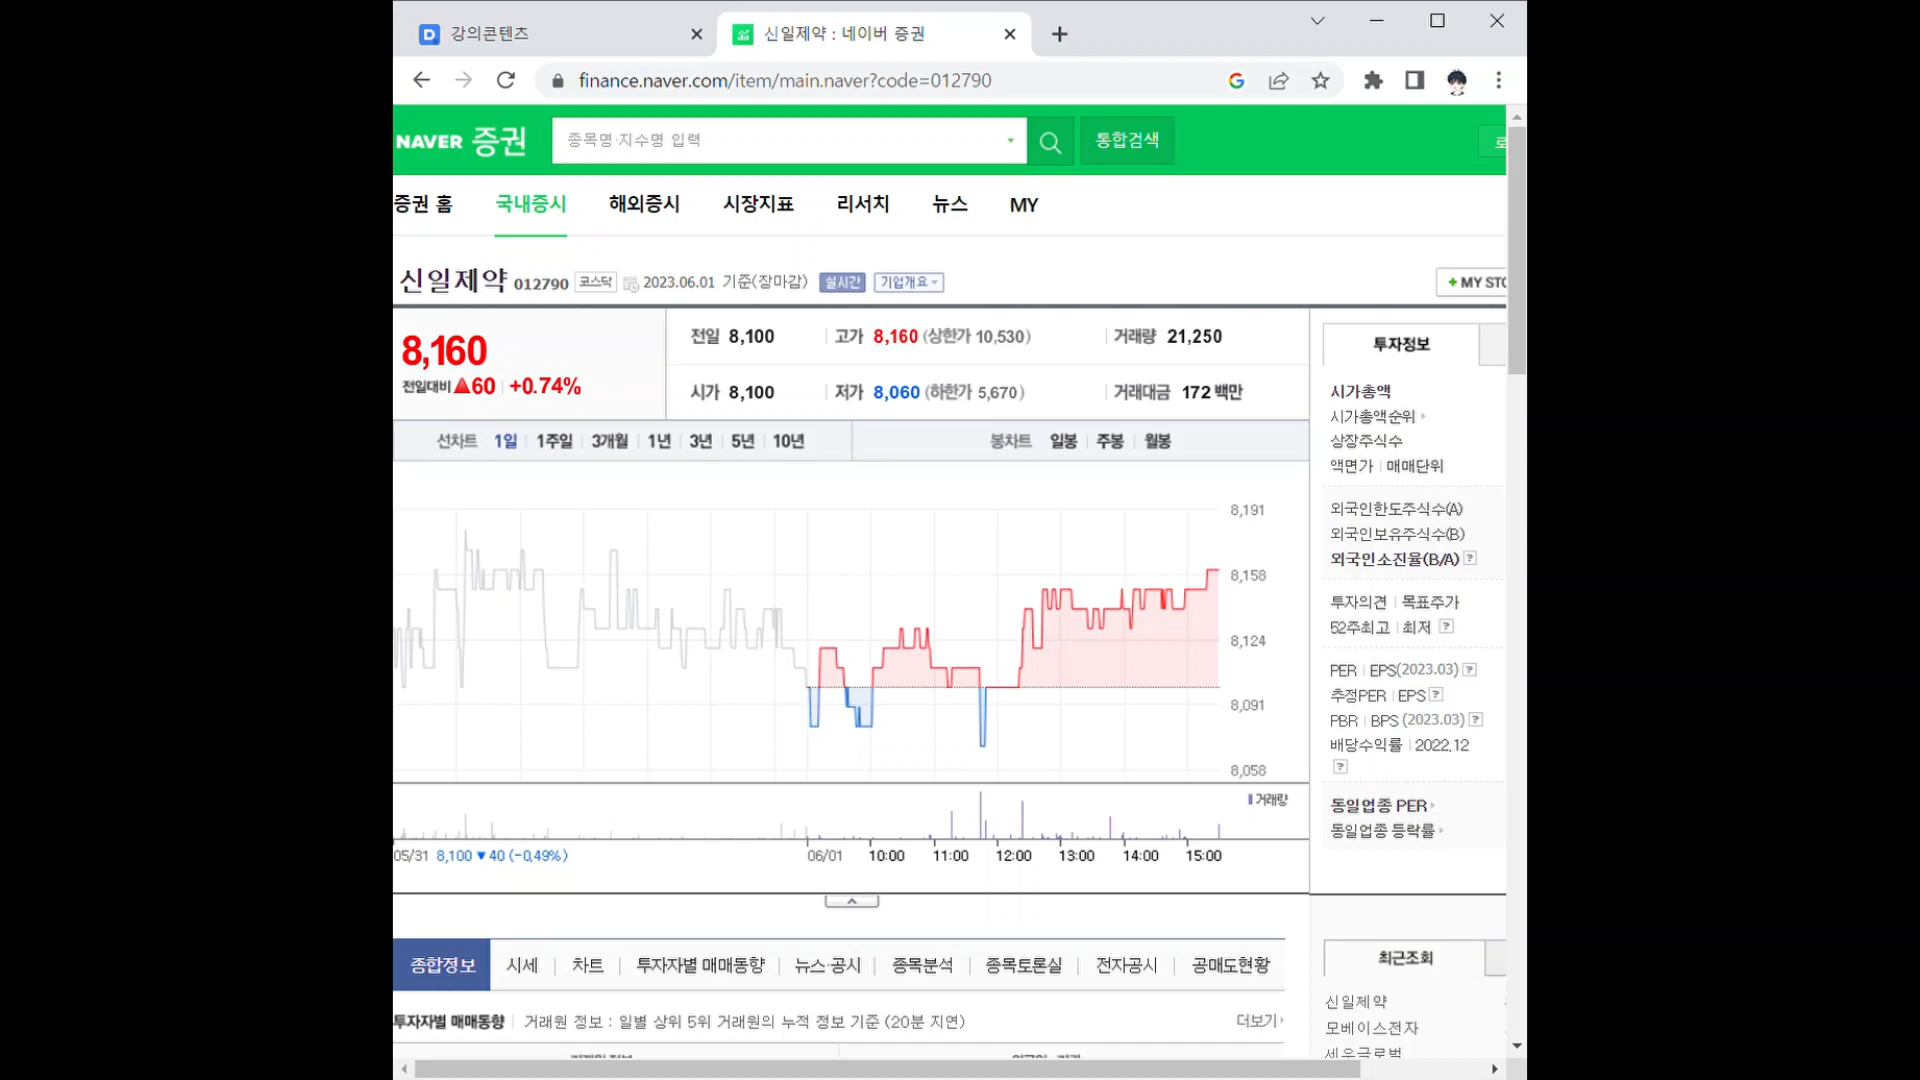 강의콘텐츠
신일제약 : 네이버 증권
finance.naver.com/item/main.naver?code=012790
NAVER 증권
종목명·지수명 입력
통합검색
증권 홈 국내증시 해외증시 시장지표 리서치 뉴스 MY
신일제약 012790 코스닥 2023.06.01 기준(장마감) 실시간 기업개요
+ MY STO
8,160
전일대비 ▲60 +0.74%
전일 8,100 고가 8,160 (상한가 10,530) 거래량 21,250
시가 8,100 저가 8,060 (하한가 5,670) 거래대금 172 백만
선차트 1일 1주일 3개월 1년 3년 5년 10년 봉차트 일봉 주봉 월봉
8,191
8,158
8,124
8,091
8,058
거래량
05/31 8,100 ▼ 40 (-0.49%)
06/01 10:00 11:00 12:00 13:00 14:00 15:00
투자정보
시가총액
시가총액순위
상장주식수
액면가 | 매매단위
외국인한도주식수(A)
외국인보유주식수(B)
외국인소진율(B/A) ?
투자의견 | 목표주가
52주최고 | 최저 ?
PER | EPS(2023.03) ?
추정PER | EPS ?
PBR | BPS (2023.03) ?
배당수익률 | 2022.12
?
동일업종 PER
동일업종 등락률
종합정보 시세 차트 투자자별 매매동향 뉴스·공시 종목분석 종목토론실 전자공시 공매도현황
투자자별 매매동향 거래원 정보 : 일별 상위 5위 거래원의 누적 정보 기준 (20분 지연) 더보기
최근조회
신일제약
모베이스전자
세우글로벌